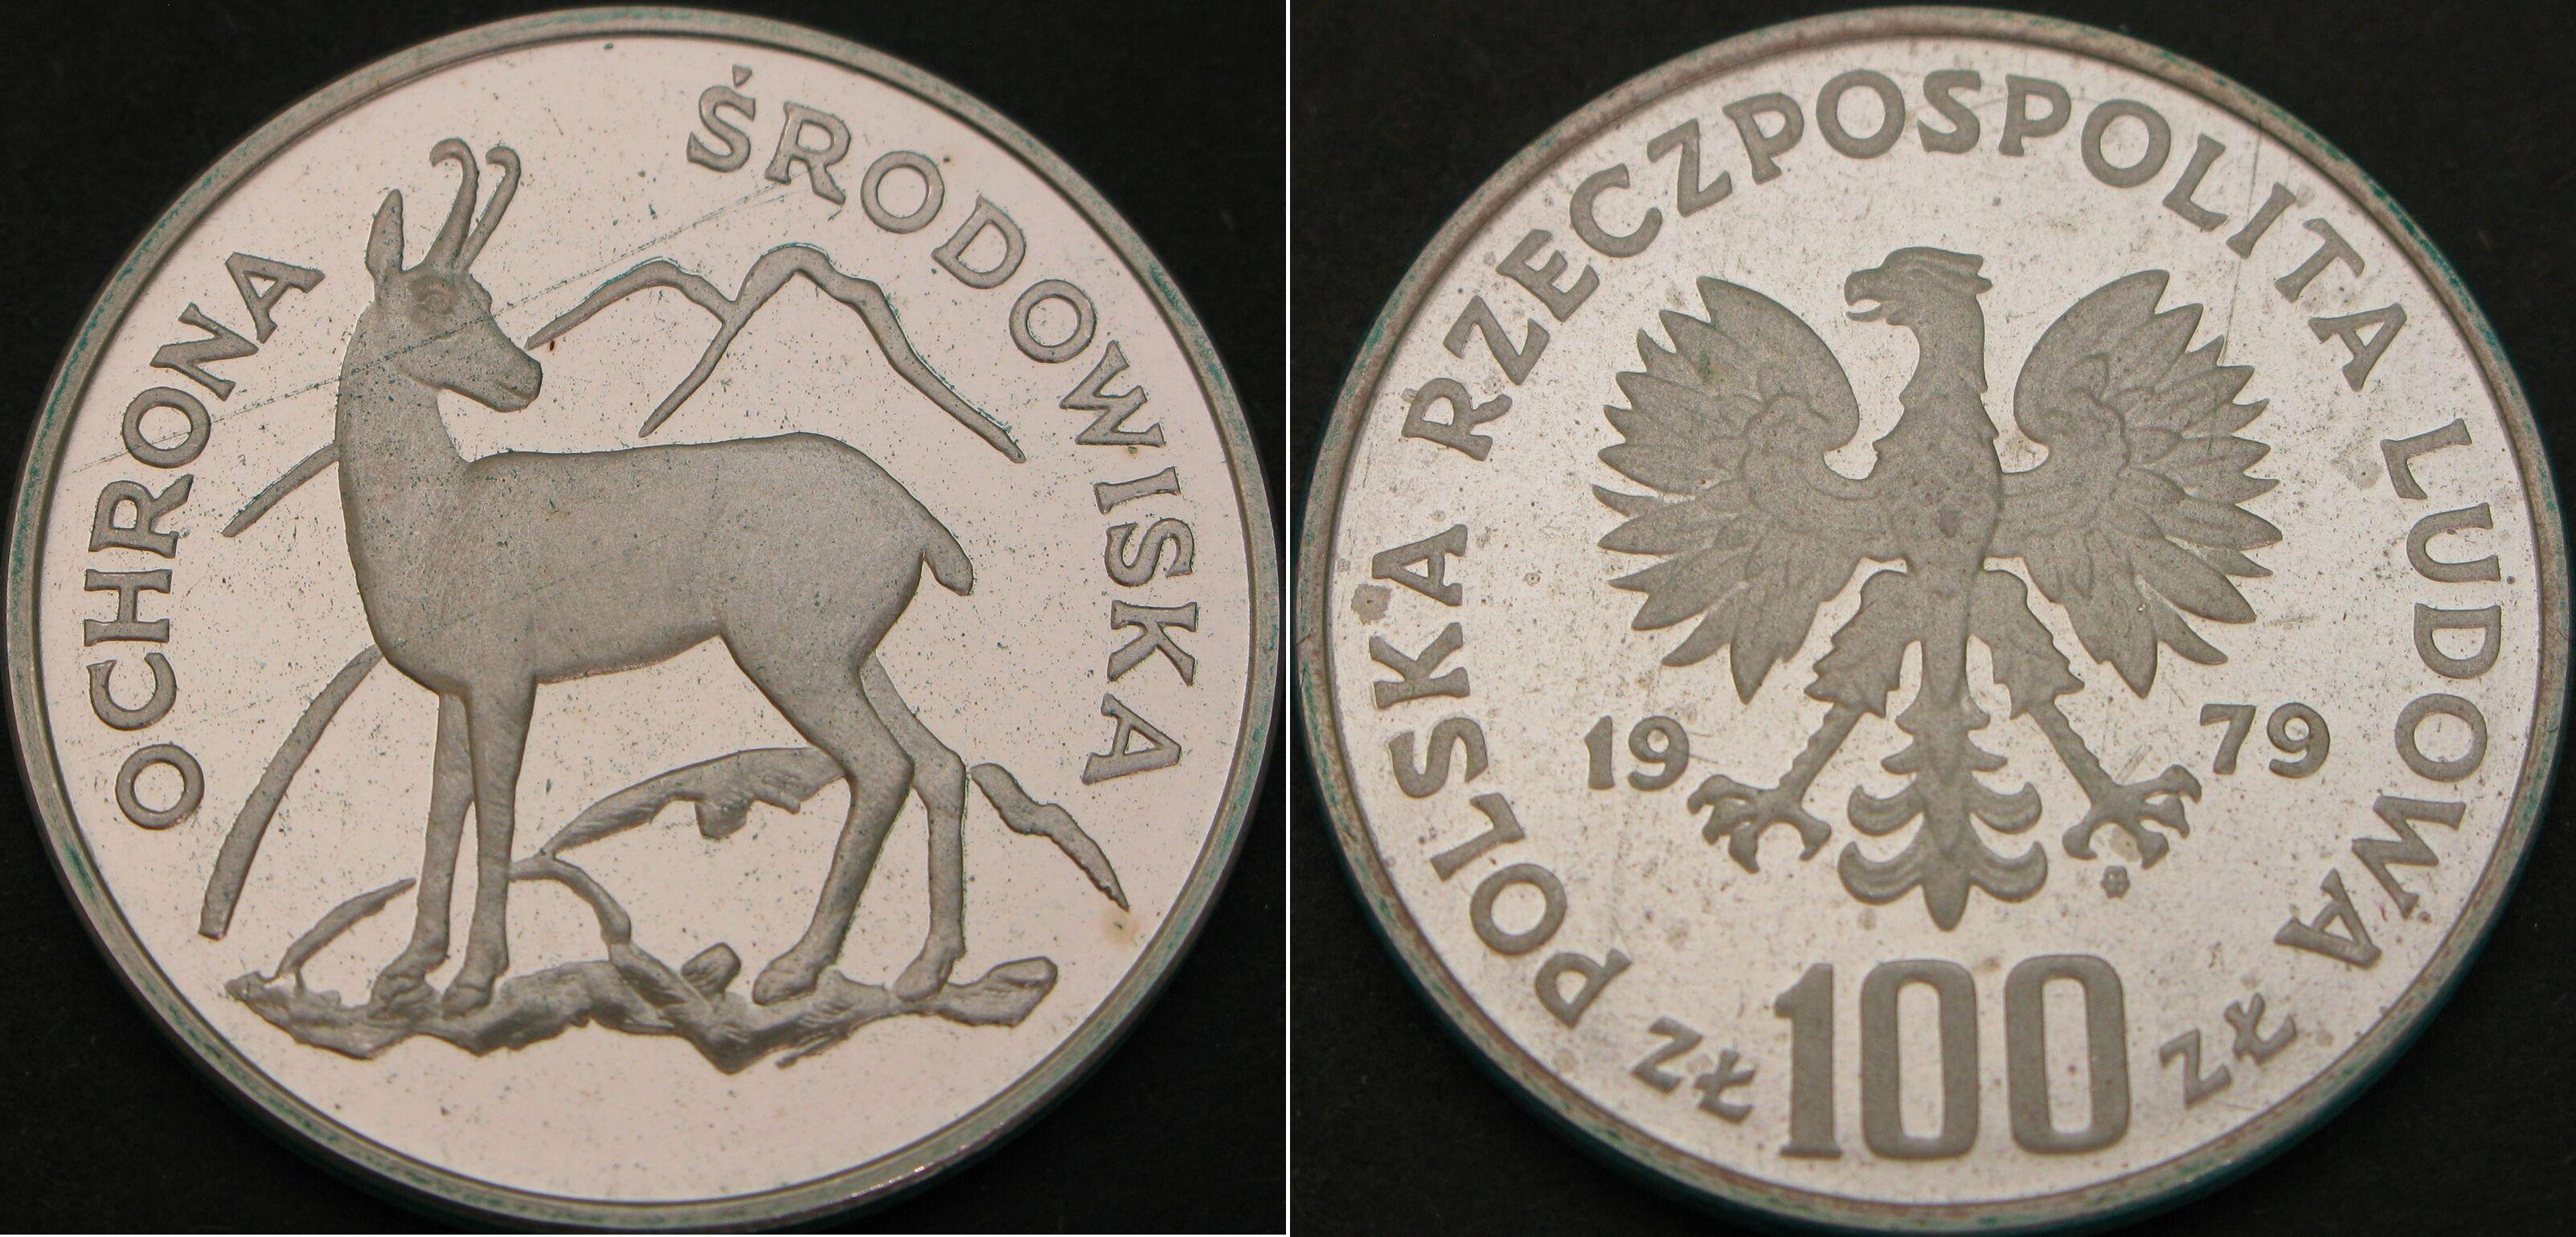 OCHRONA ŚRODOWISKA
POLSKA RZECZPOSPOLITA LUDOWA
19 79
ZŁ 100 ZŁ